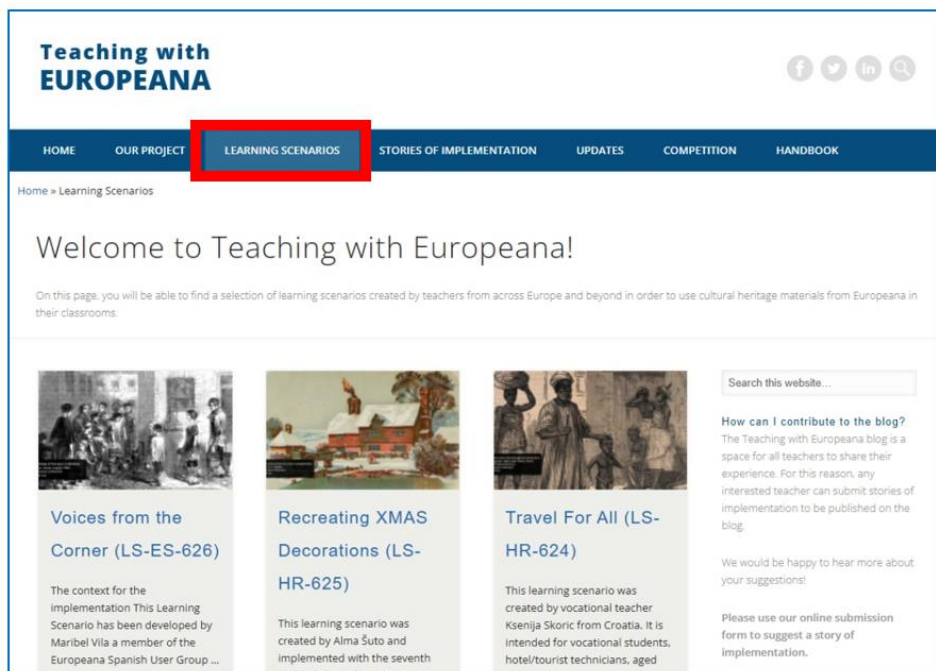 Teaching with
EUROPEANA
HOME OUR PROJECT LEARNING SCENARIOS STORIES OF IMPLEMENTATION UPDATES COMPETITION HANDBOOK
Home » Learning Scenarios
Welcome to Teaching with Europeana!
On this page, you will be able to find a selection of learning scenarios created by teachers from across Europe and beyond in order to use cultural heritage materials from Europeana in
their classrooms.
Voices from the
Corner (LS-ES-626)
The context for the
implementation This Learning
Scenario has been developed by
Maribel Vila a member of the
Europeana Spanish User Group ...
Recreating XMAS
Decorations (LS-
HR-625)
This learning scenario was
created by Alma Šuto and
implemented with the seventh
Travel For All (LS-
HR-624)
This learning scenario was
created by vocational teacher
Ksenija Skoric from Croatia. It is
intended for vocational students,
hotel/tourist technicians, aged
Search this website...
How can I contribute to the blog?
The Teaching with Europeana blog is a
space for all teachers to share their
experience. For this reason, any
interested teacher can submit stories of
implementation to be published on the
blog.
We would be happy to hear more about
your suggestions!
Please use our online submission
form to suggest a story of
implementation.